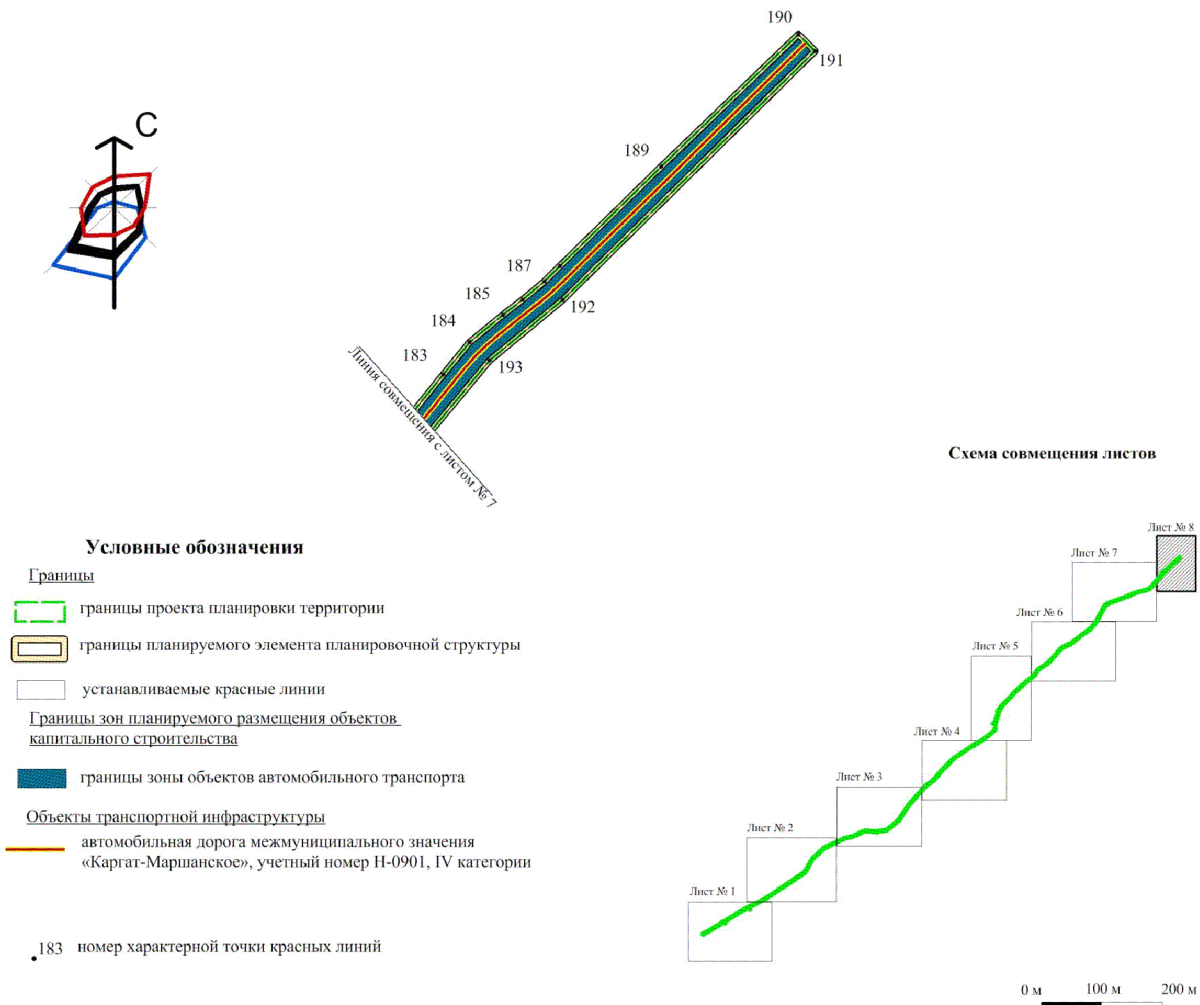 190
191
С
189
187
185
192
184
183
193
Линия совмещения с листом № 7
Схема совмещения листов
Условные обозначения
Границы
границы проекта планировки территории
границы планируемого элемента планировочной структуры
устанавливаемые красные линии
Границы зон планируемого размещения объектов
капитального строительства
границы зоны объектов автомобильного транспорта
Объекты транспортной инфраструктуры
автомобильная дорога межмуниципального значения
«Каргат-Маршанское», учетный номер Н-0901, IV категории
183 номер характерной точки красных линий
Лист № 8
Лист № 7
Лист № 6
Лист № 5
Лист № 4
Лист № 3
Лист № 2
Лист № 1
0 м 100 м 200 м